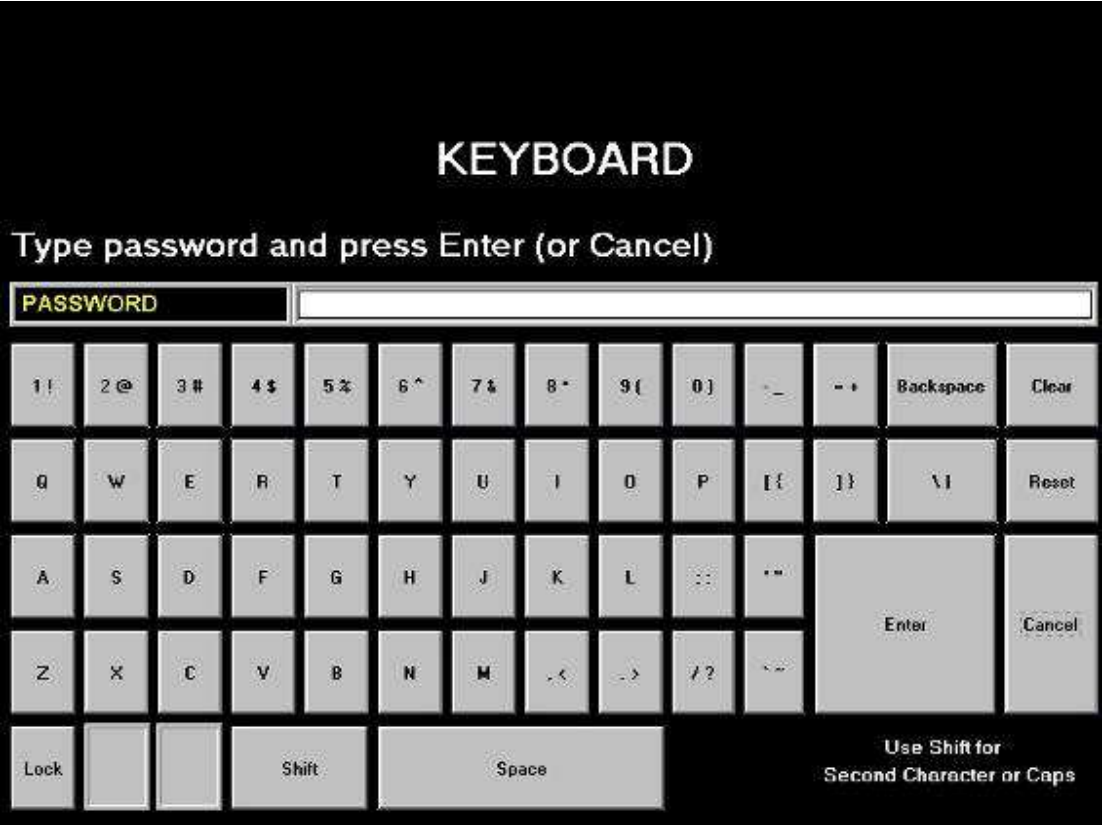 KEYBOARD
Type password and press Enter (or Cancel)
PASSWORD
1 ! 2 @ 3 # 4 $ 5 % 6 ^ 7 & 8 * 9 ( 0 ) - _ = + Backspace Clear
Q W E R T Y U I O P [ { ] } \ | Reset
A S D F G H J K L ; : ' " Enter Cancel
Z X C V B N M , < . > / ? ` ~
Lock Shift Space
Use Shift for
Second Character or Caps